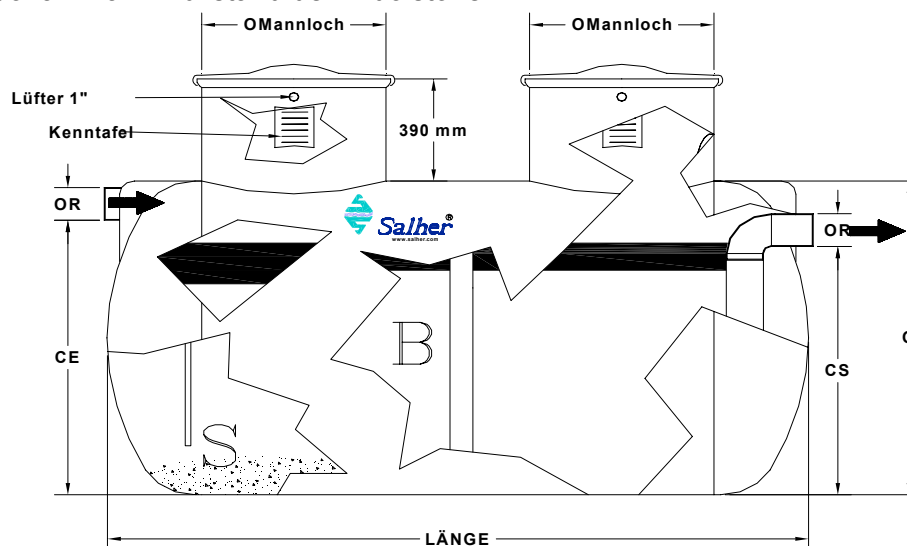 OMannloch
OMannloch
Lüfter 1"
Kenntafel
390 mm
OR
Salher®
www.salher.com
OR
B
CE
CS
S
LÄNGE